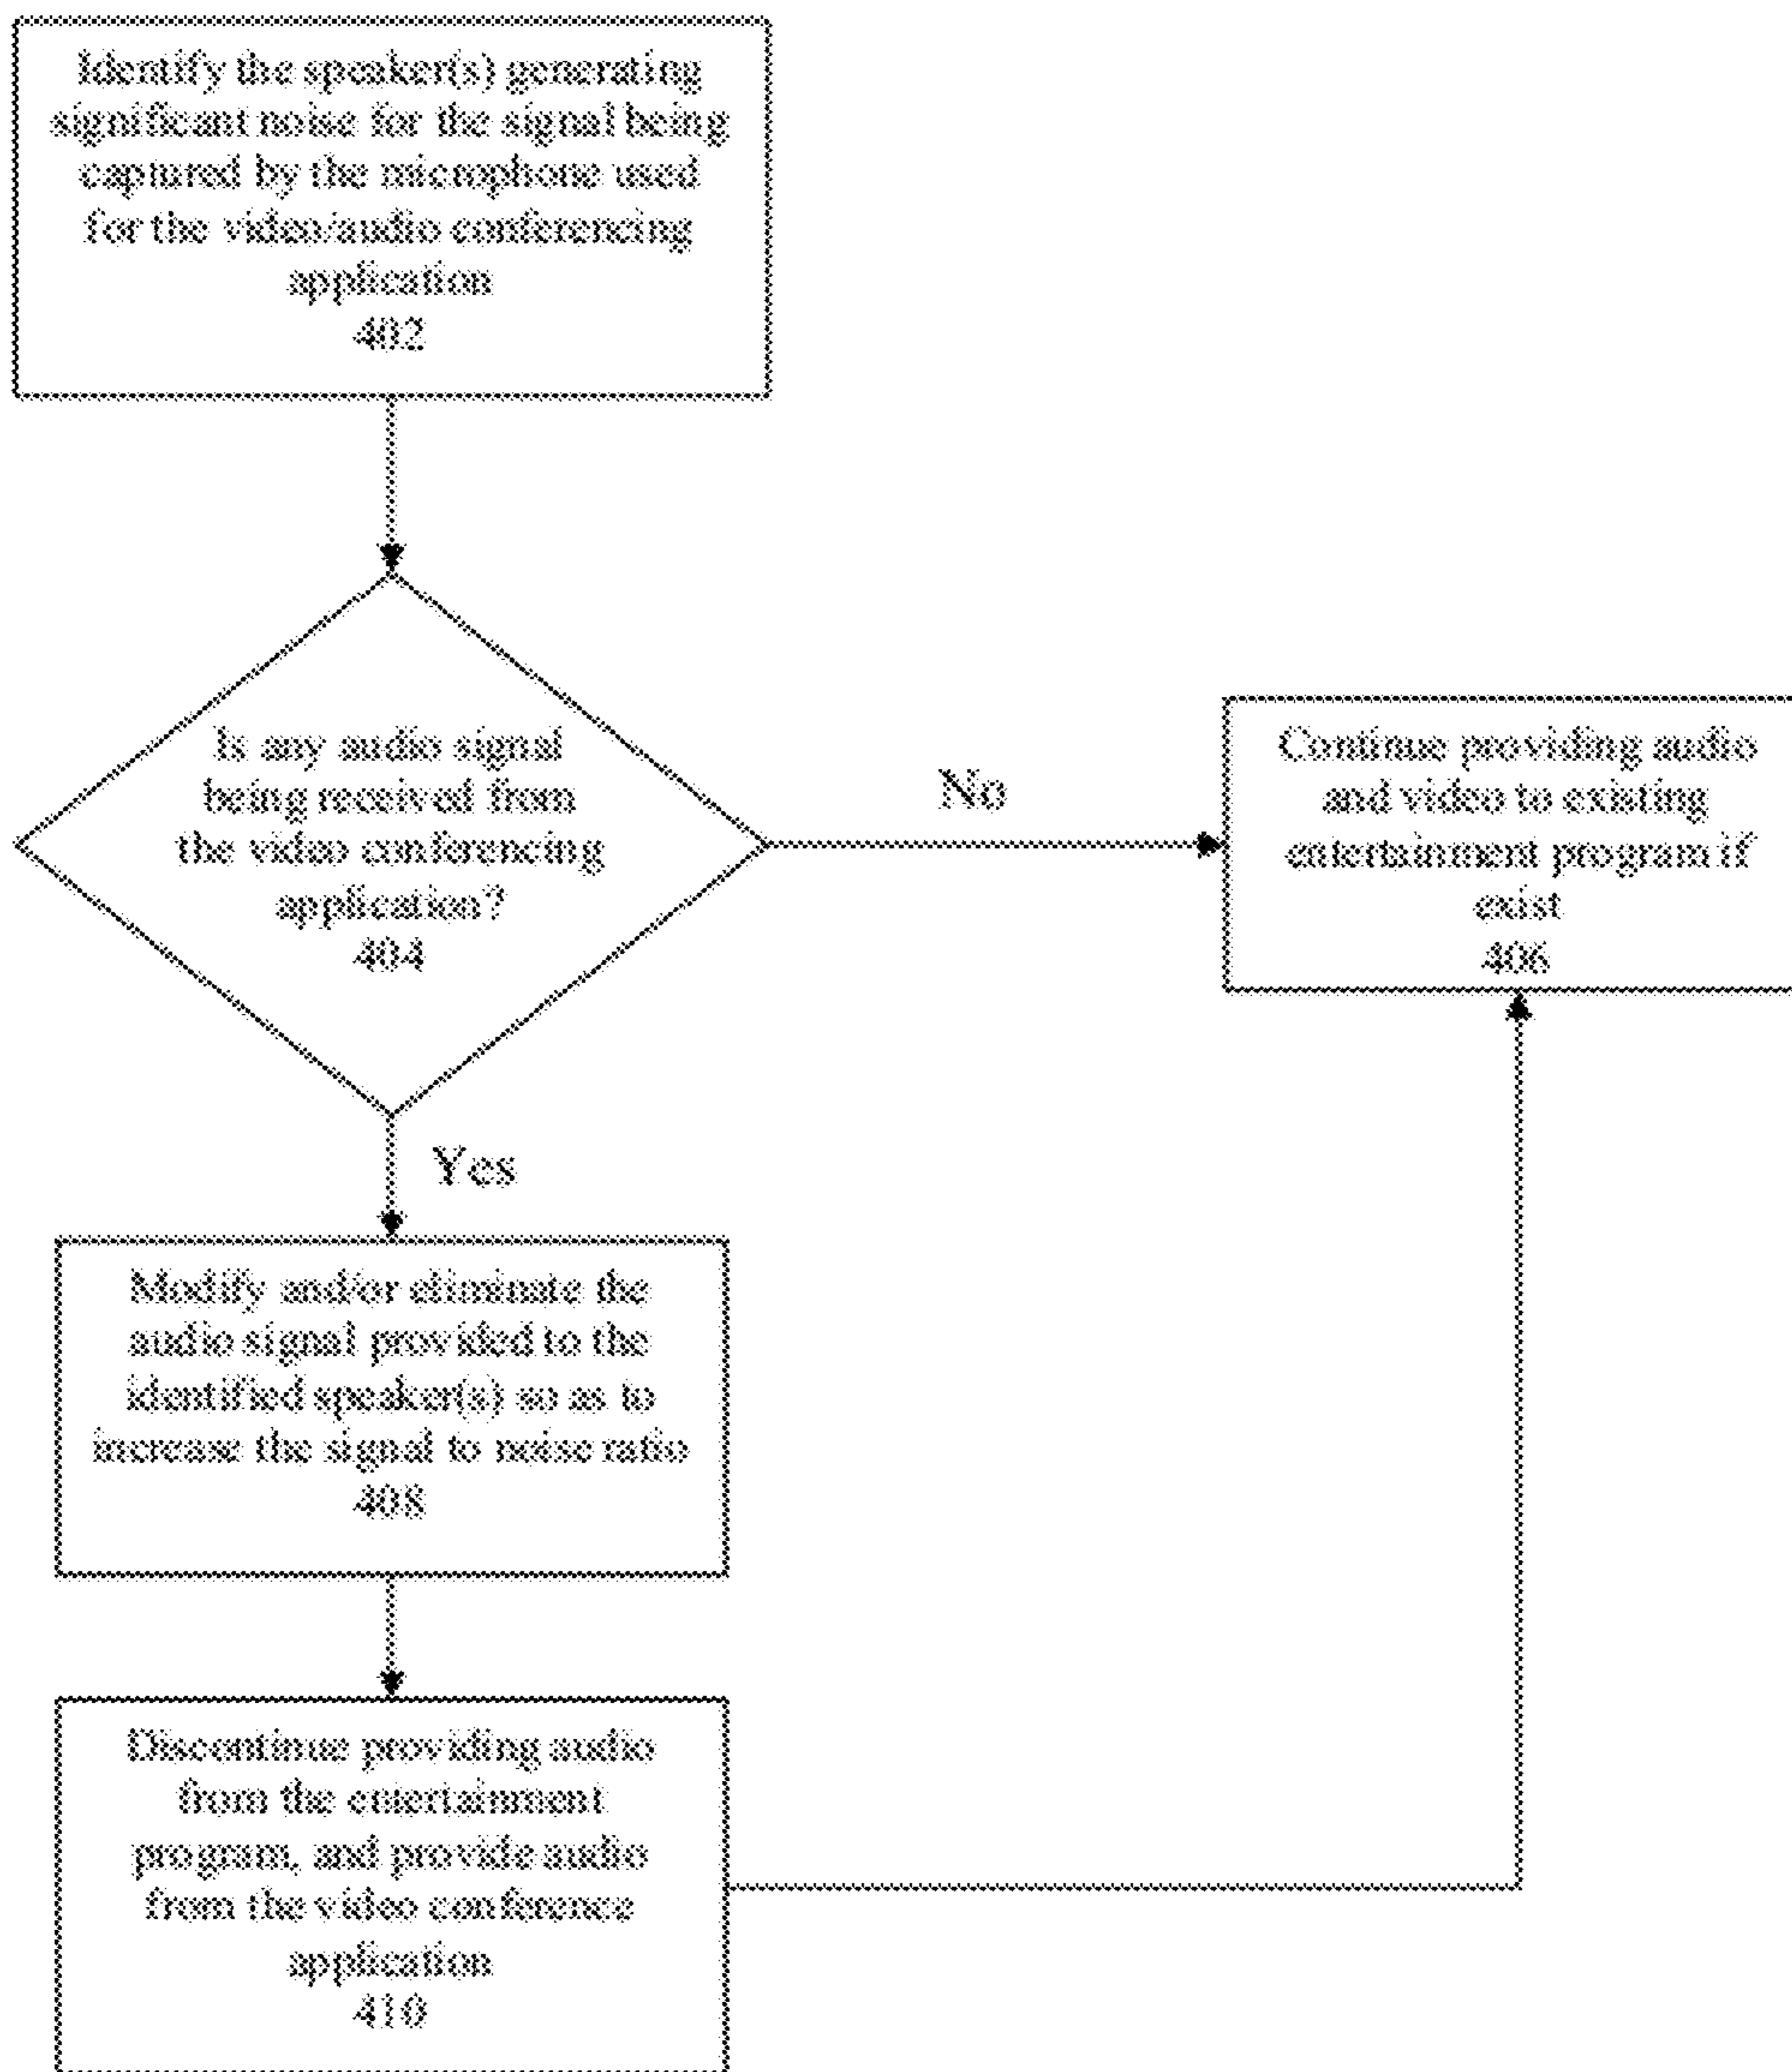 Identify the speaker(s) generating
significant noise for the signal being
captured by the microphone used
for the video/audio conferencing
application
402
Is any audio signal
being received from
the video conferencing
application?
404
No
Continue providing audio
and video to existing
entertainment program if
exist
406
Yes
Modify and/or eliminate the
audio signal provided to the
identified speaker(s) so as to
increase the signal to noise ratio
408
Discontinue providing audio
from the entertainment
program, and provide audio
from the video conference
application
410